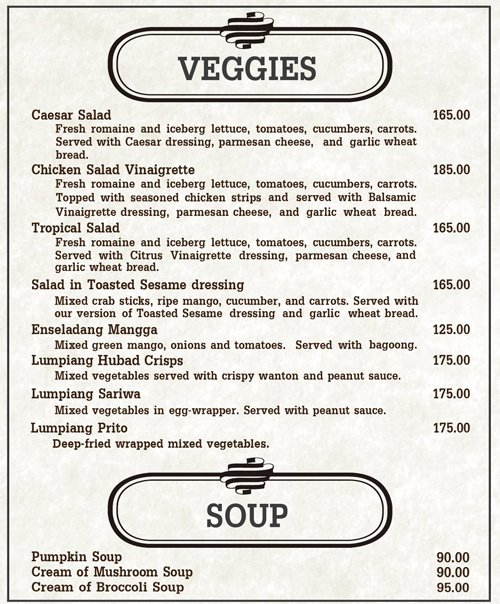 VEGGIES
Caesar Salad 165.00
Fresh romaine and iceberg lettuce, tomatoes, cucumbers, carrots.
Served with Caesar dressing, parmesan cheese, and garlic wheat
bread.
Chicken Salad Vinaigrette 185.00
Fresh romaine and iceberg lettuce, tomatoes, cucumbers, carrots.
Topped with seasoned chicken strips and served with Balsamic
Vinaigrette dressing, parmesan cheese, and garlic wheat bread.
Tropical Salad 165.00
Fresh romaine and iceberg lettuce, tomatoes, cucumbers, carrots.
Served with Citrus Vinaigrette dressing, parmesan cheese, and
garlic wheat bread.
Salad in Toasted Sesame dressing 165.00
Mixed crab sticks, ripe mango, cucumber, and carrots. Served with
our version of Toasted Sesame dressing and garlic wheat bread.
Enseladang Mangga 125.00
Mixed green mango, onions and tomatoes. Served with bagoong.
Lumpiang Hubad Crisps 175.00
Mixed vegetables served with crispy wanton and peanut sauce.
Lumpiang Sariwa 175.00
Mixed vegetables in egg-wrapper. Served with peanut sauce.
Lumpiang Prito 175.00
Deep-fried wrapped mixed vegetables.
SOUP
Pumpkin Soup 90.00
Cream of Mushroom Soup 90.00
Cream of Broccoli Soup 95.00